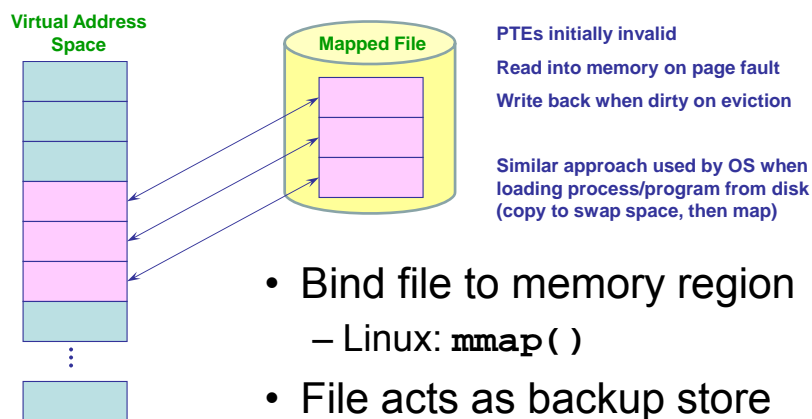 Virtual Address
Space
Mapped File
PTEs initially invalid
Read into memory on page fault
Write back when dirty on eviction
Similar approach used by OS when
loading process/program from disk
(copy to swap space, then map)
• Bind file to memory region
– Linux: mmap()
• File acts as backup store